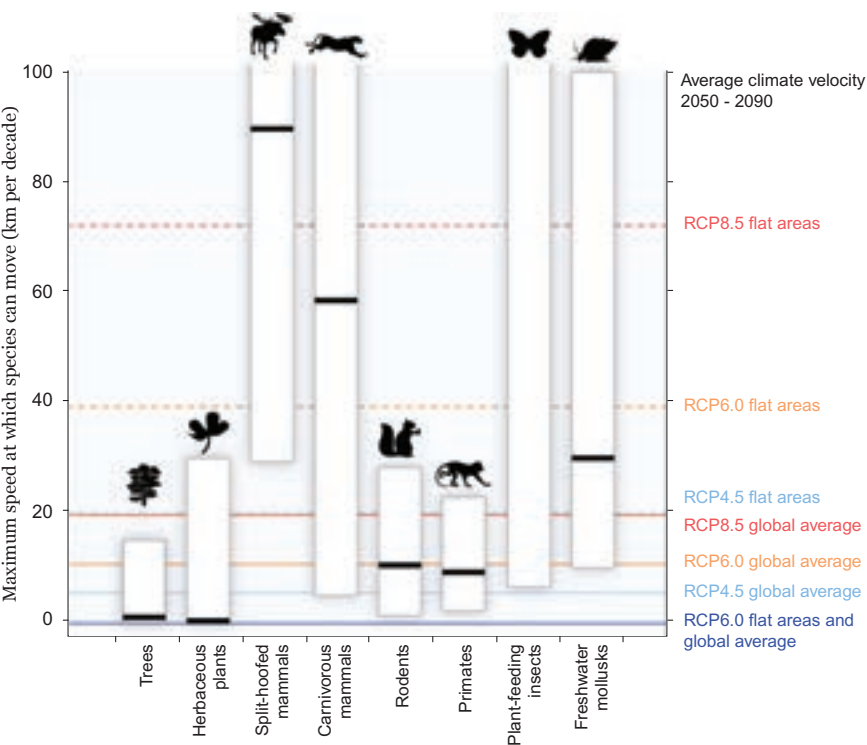 Maximum speed at which species can move (km per decade)
100
80
60
40
20
0
Average climate velocity
2050 - 2090
RCP8.5 flat areas
RCP6.0 flat areas
RCP4.5 flat areas
RCP8.5 global average
RCP6.0 global average
RCP4.5 global average
RCP6.0 flat areas and
global average
Trees
Herbaceous
plants
Split-hoofed
mammals
Carnivorous
mammals
Rodents
Primates
Plant-feeding
insects
Freshwater
mollusks